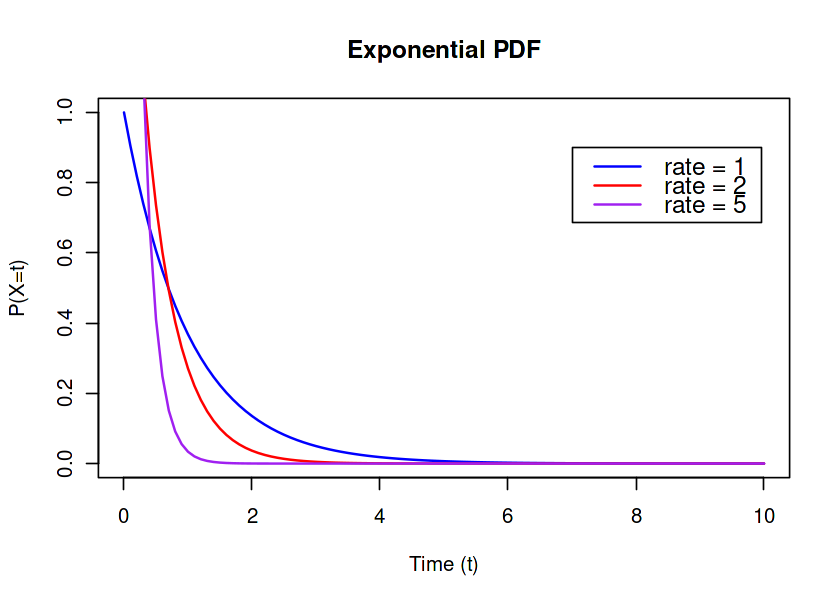 Exponential PDF
P(X=t)
1.0
0.8
0.6
0.4
0.2
0.0
rate = 1
rate = 2
rate = 5
0 2 4 6 8 10
Time (t)